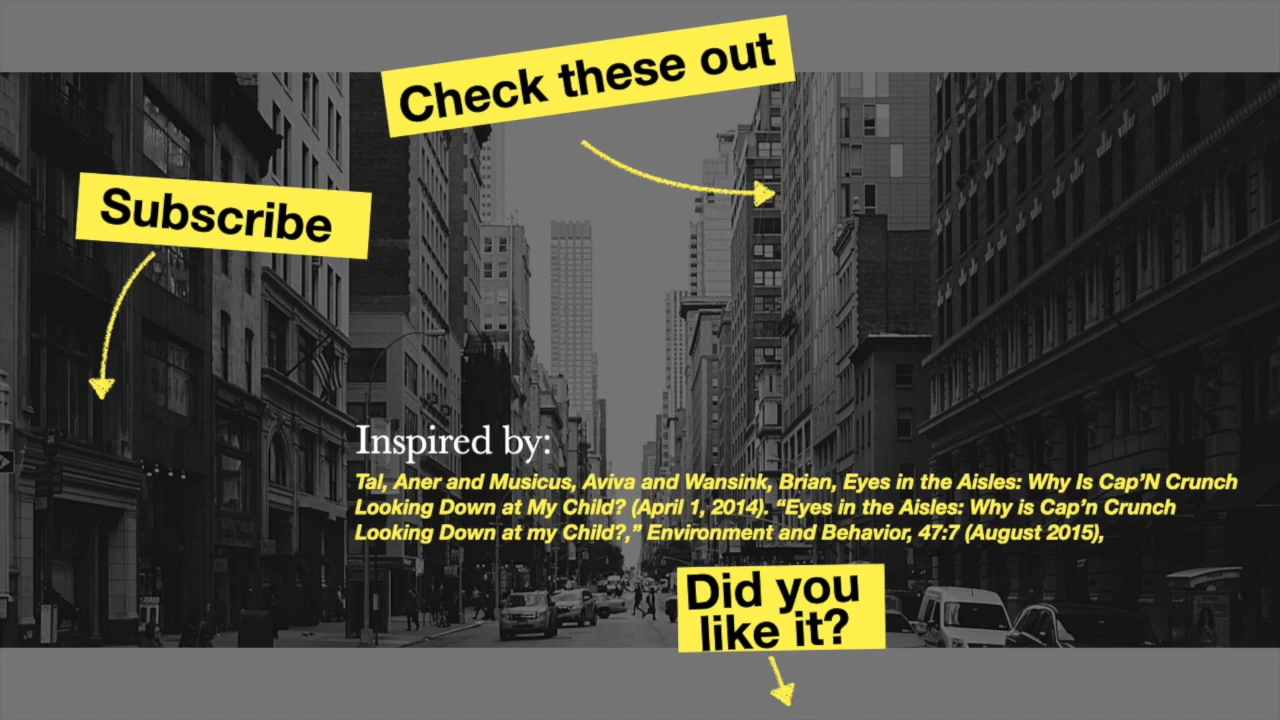 Check these out
Subscribe
Inspired by:
Tal, Aner and Musicus, Aviva and Wansink, Brian, Eyes in the Aisles: Why Is Cap’N Crunch
Looking Down at My Child? (April 1, 2014). “Eyes in the Aisles: Why is Cap’n Crunch
Looking Down at my Child?,” Environment and Behavior, 47:7 (August 2015),
Did you
like it?